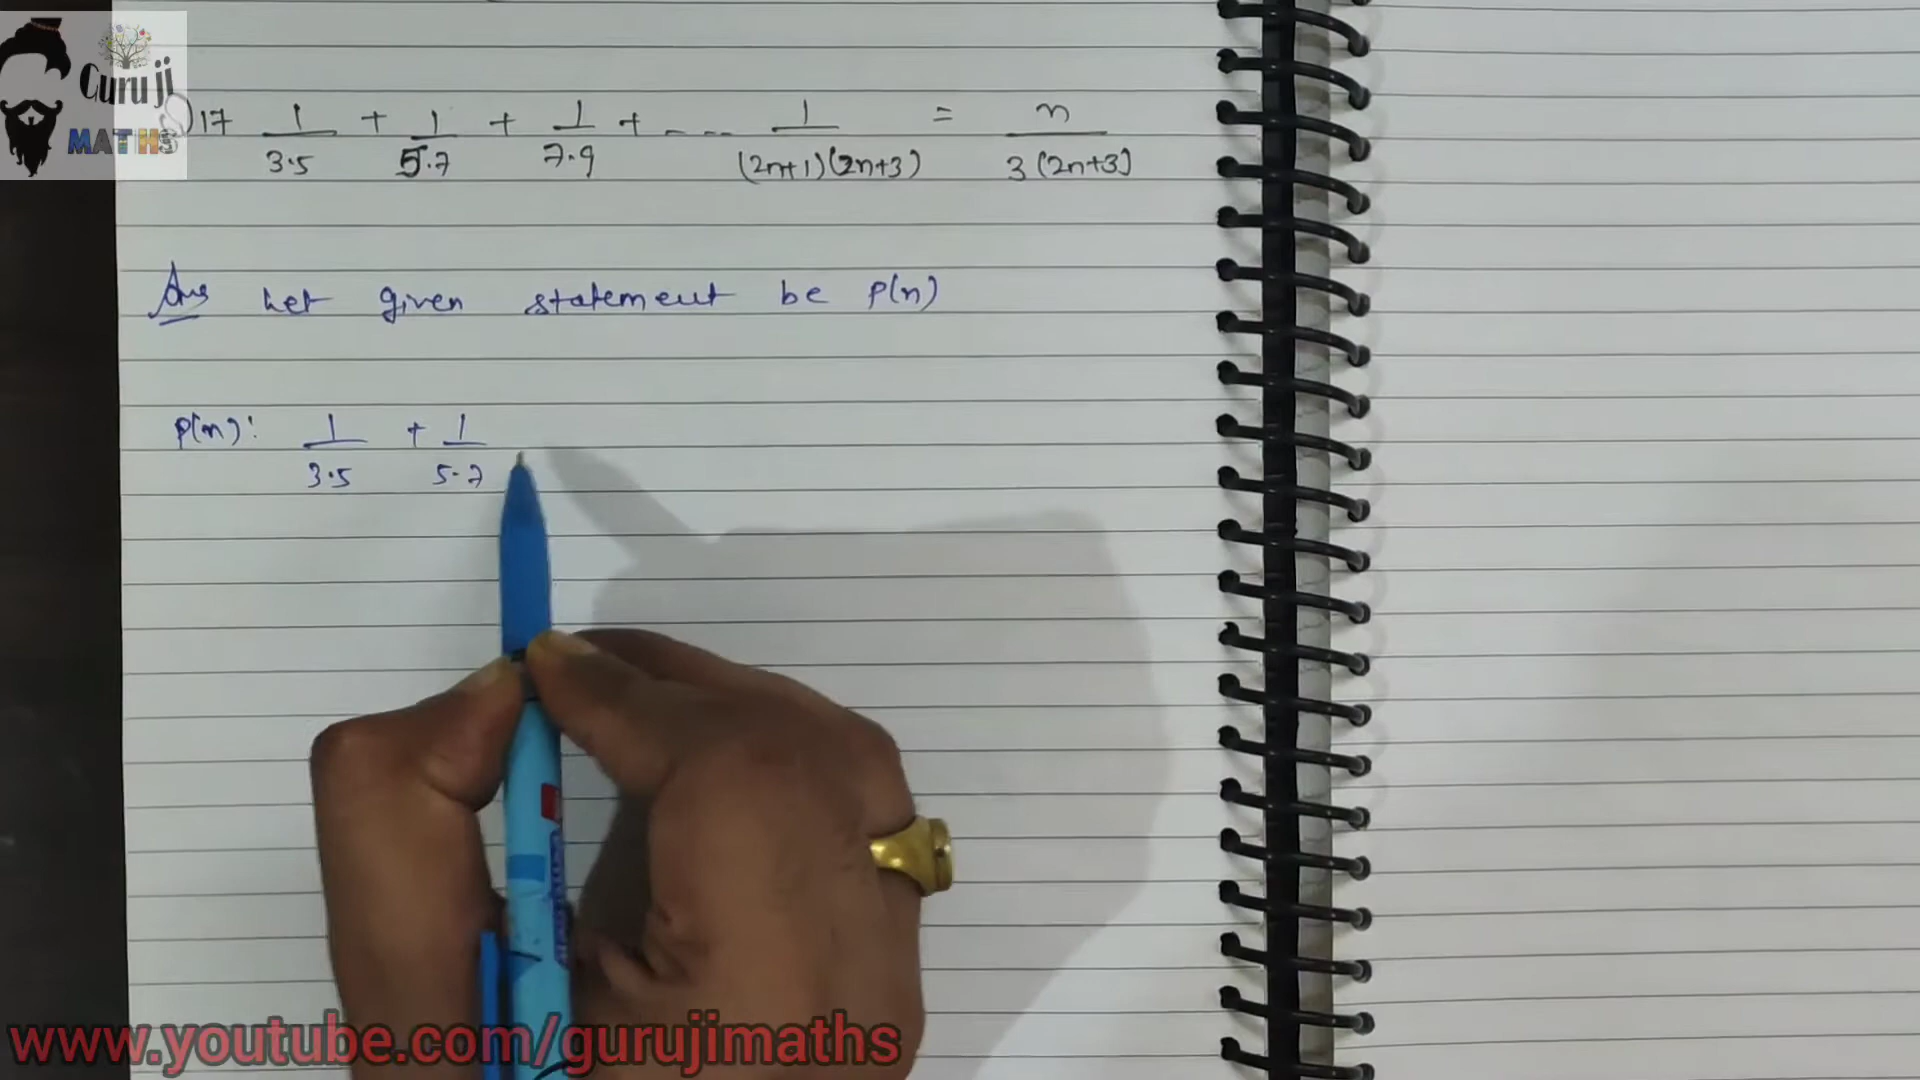 Guru ji
MATHS
17 1/3·5 + 1/5·7 + 1/7·9 + - - - 1/(2n+1)(2n+3) = n/3(2n+3)
Ans Let given statement be P(n)
P(n): 1/3·5 + 1/5·7
www.youtube.com/gurujimaths